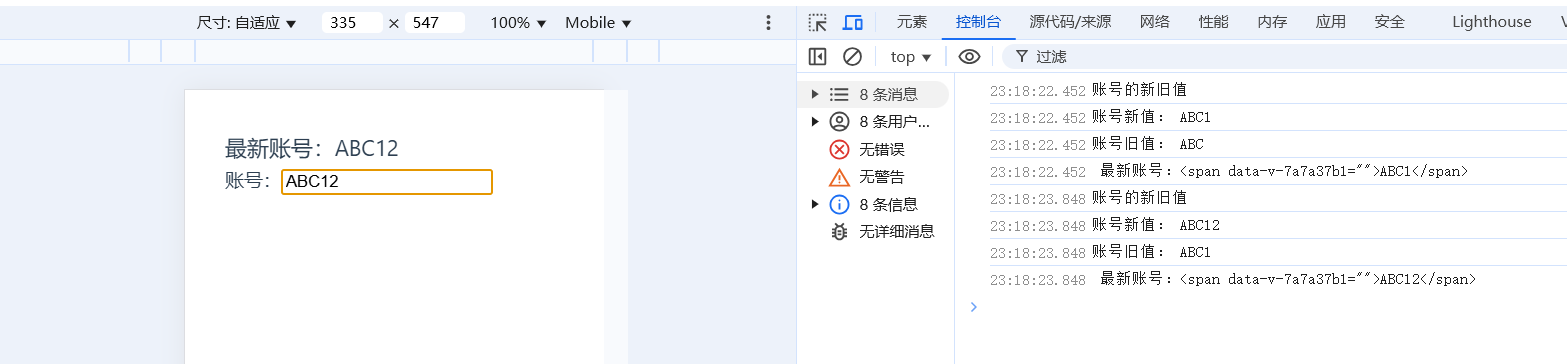 尺寸: 自适应 ▼ 335 × 547 100% ▼ Mobile ▼
元素 控制台 源代码/来源 网络 性能 内存 应用 安全 Lighthouse
top ▼ 过滤
8 条消息
8 条用户...
无错误
无警告
8 条信息
无详细消息
最新账号：ABC12
账号： ABC12
23:18:22.452 账号的新旧值
23:18:22.452 账号新值： ABC1
23:18:22.452 账号旧值： ABC
23:18:22.452 最新账号：<span data-v-7a7a37b1="">ABC1</span>
23:18:23.848 账号的新旧值
23:18:23.848 账号新值： ABC12
23:18:23.848 账号旧值： ABC1
23:18:23.848 最新账号：<span data-v-7a7a37b1="">ABC12</span>